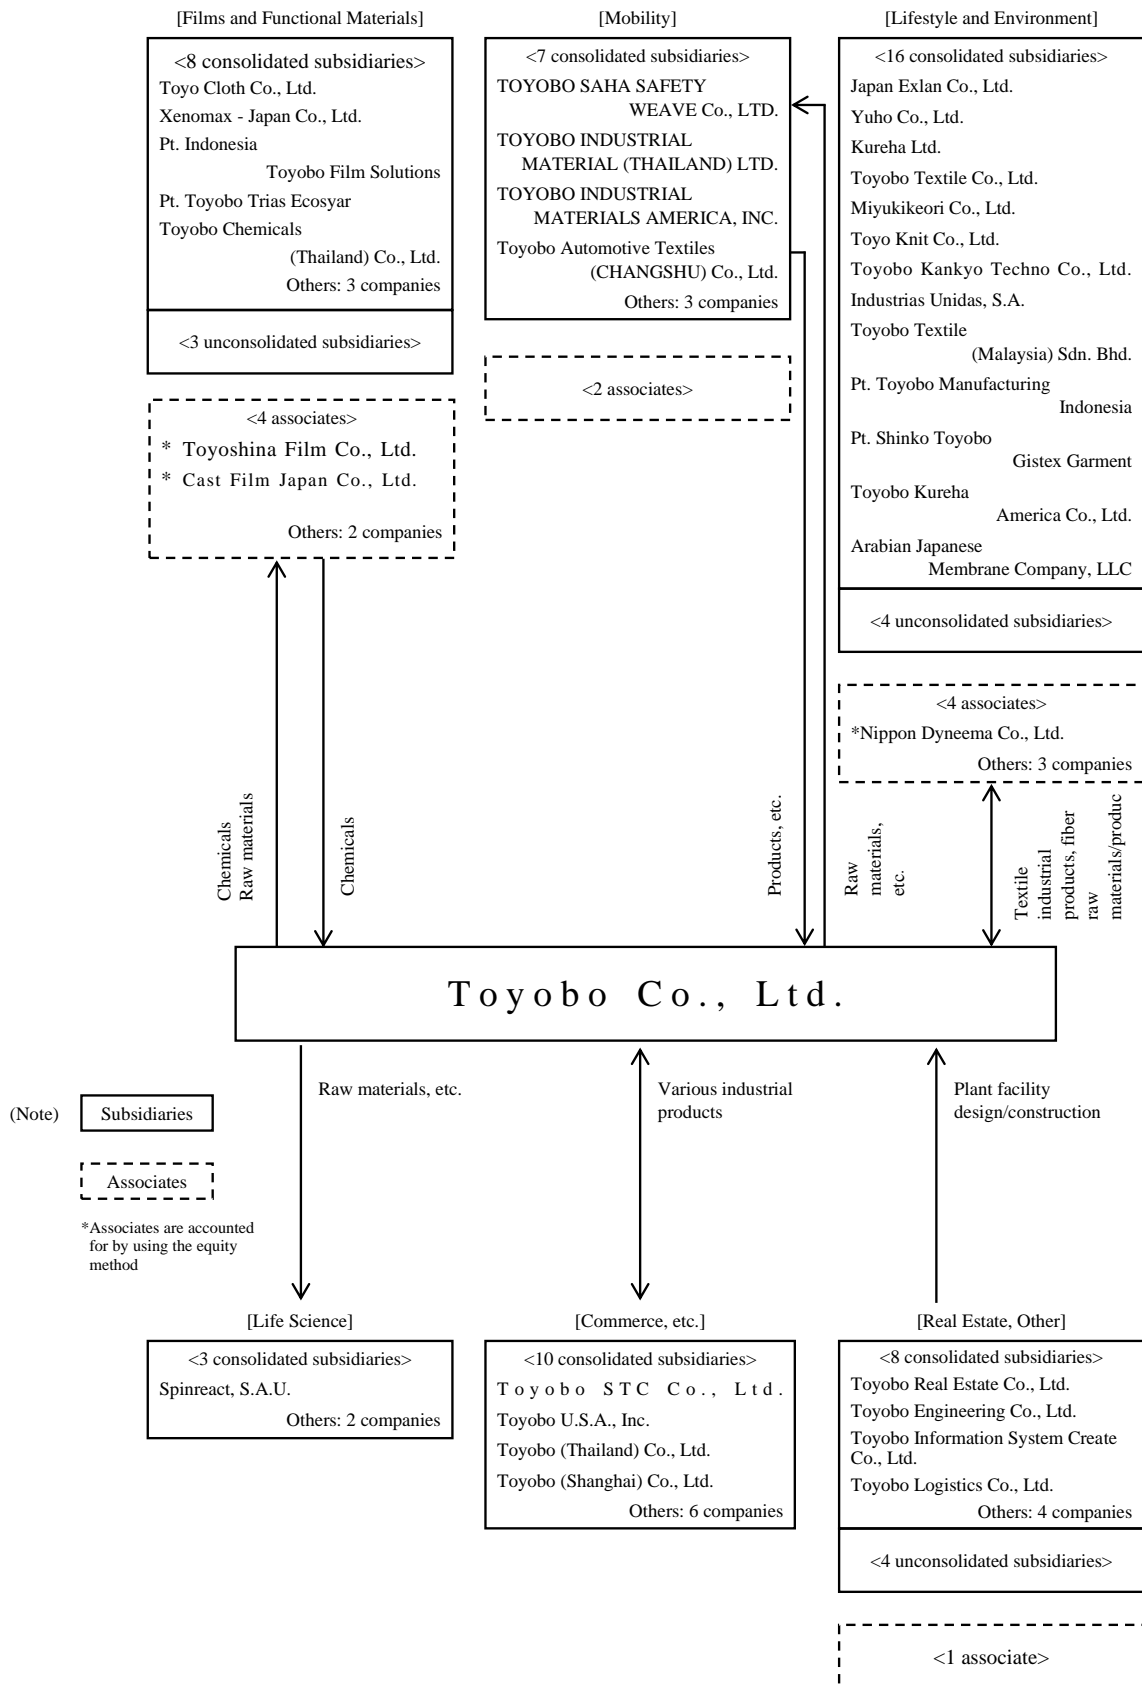 [Films and Functional Materials]
<8 consolidated subsidiaries>
Toyo Cloth Co., Ltd.
Xenomax - Japan Co., Ltd.
Pt. Indonesia
Toyobo Film Solutions
Pt. Toyobo Trias Ecosyar
Toyobo Chemicals
(Thailand) Co., Ltd.
Others: 3 companies
<3 unconsolidated subsidiaries>
<4 associates>
* Toyoshina Film Co., Ltd.
* Cast Film Japan Co., Ltd.
Others: 2 companies
[Mobility]
<7 consolidated subsidiaries>
TOYOBO SAHA SAFETY
WEAVE Co., LTD.
TOYOBO INDUSTRIAL
MATERIAL (THAILAND) LTD.
TOYOBO INDUSTRIAL
MATERIALS AMERICA, INC.
Toyobo Automotive Textiles
(CHANGSHU) Co., Ltd.
Others: 3 companies
<2 associates>
[Lifestyle and Environment]
<16 consolidated subsidiaries>
Japan Exlan Co., Ltd.
Yuho Co., Ltd.
Kureha Ltd.
Toyobo Textile Co., Ltd.
Miyukikeori Co., Ltd.
Toyo Knit Co., Ltd.
Toyobo Kankyo Techno Co., Ltd.
Industrias Unidas, S.A.
Toyobo Textile
(Malaysia) Sdn. Bhd.
Pt. Toyobo Manufacturing
Indonesia
Pt. Shinko Toyobo
Gistex Garment
Toyobo Kureha
America Co., Ltd.
Arabian Japanese
Membrane Company, LLC
<4 unconsolidated subsidiaries>
<4 associates>
*Nippon Dyneema Co., Ltd.
Others: 3 companies
Chemicals
Raw materials
Chemicals
Products, etc.
Raw
materials,
etc.
Textile
industrial
products, fiber
raw
materials/produc
Toyobo Co., Ltd.
Raw materials, etc.
Various industrial
products
Plant facility
design/construction
(Note)
Subsidiaries
Associates
*Associates are accounted
for by using the equity
method
[Life Science]
<3 consolidated subsidiaries>
Spinreact, S.A.U.
Others: 2 companies
[Commerce, etc.]
<10 consolidated subsidiaries>
Toyobo STC Co., Ltd.
Toyobo U.S.A., Inc.
Toyobo (Thailand) Co., Ltd.
Toyobo (Shanghai) Co., Ltd.
Others: 6 companies
[Real Estate, Other]
<8 consolidated subsidiaries>
Toyobo Real Estate Co., Ltd.
Toyobo Engineering Co., Ltd.
Toyobo Information System Create
Co., Ltd.
Toyobo Logistics Co., Ltd.
Others: 4 companies
<4 unconsolidated subsidiaries>
<1 associate>